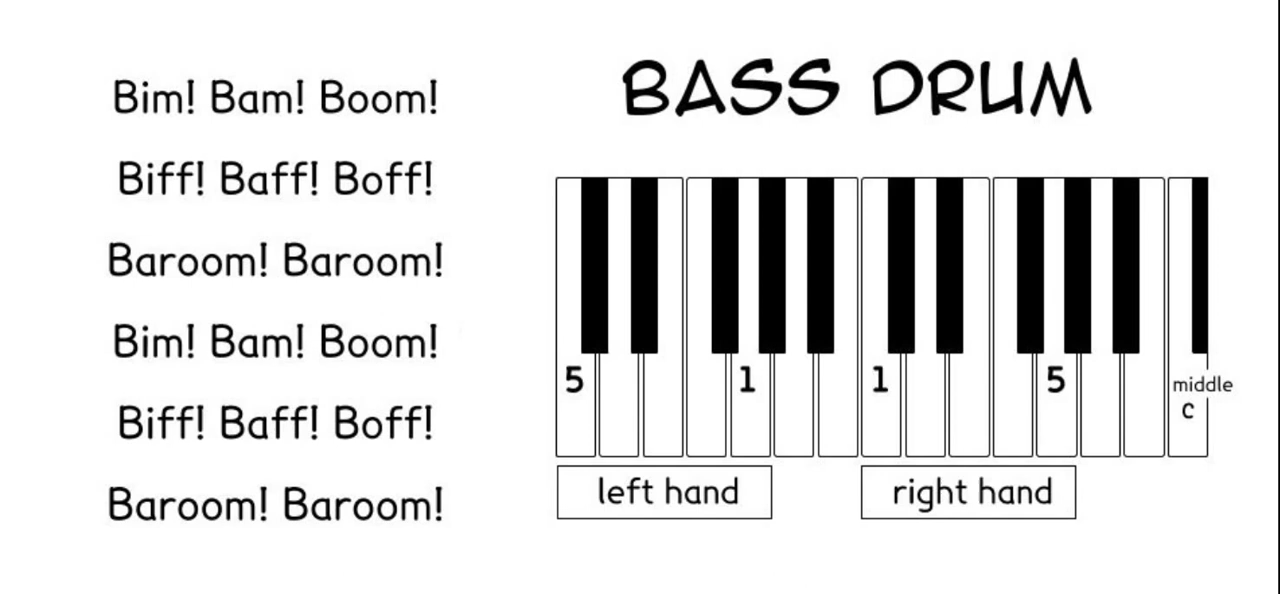 Bim! Bam! Boom!
Biff! Baff! Boff!
Baroom! Baroom!
Bim! Bam! Boom!
Biff! Baff! Boff!
Baroom! Baroom!
BASS DRUM
5 1 1 5
middle
c
left hand
right hand